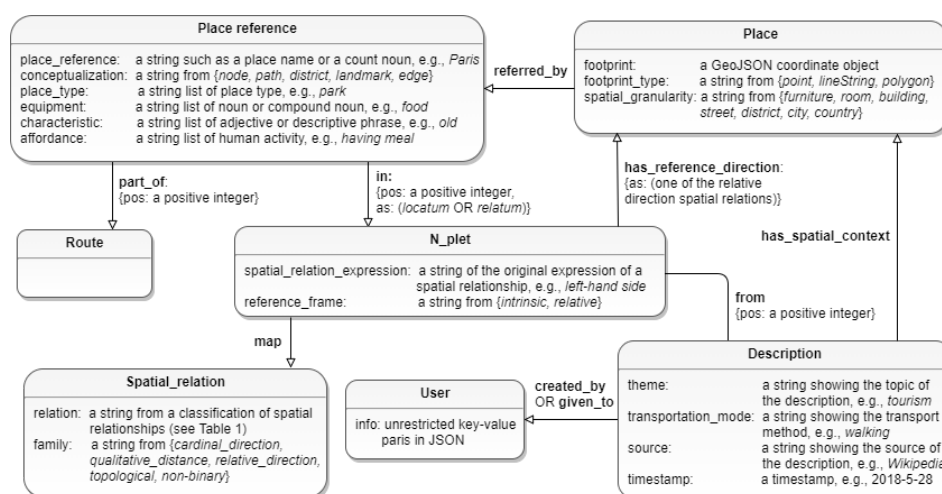 Place reference
place_reference: a string such as a place name or a count noun, e.g., Paris
conceptualization: a string from {node, path, district, landmark, edge}
place_type: a string list of place type, e.g., park
equipment: a string list of noun or compound noun, e.g., food
characteristic: a string list of adjective or descriptive phrase, e.g., old
affordance: a string list of human activity, e.g., having meal
referred_by
Place
footprint: a GeoJSON coordinate object
footprint_type: a string from {point, lineString, polygon}
spatial_granularity: a string from {furniture, room, building,
street, district, city, country}
part_of:
{pos: a positive integer}
in:
{pos: a positive integer,
as: (locatum OR relatum)}
has_reference_direction:
{as: (one of the relative
direction spatial relations)}
has_spatial_context
Route
N_plet
spatial_relation_expression: a string of the original expression of a
spatial relationship, e.g., left-hand side
reference_frame: a string from {intrinsic, relative}
from
{pos: a positive integer}
map
Spatial_relation
relation: a string from a classification of spatial
relationships (see Table 1)
family: a string from {cardinal_direction,
qualitative_distance, relative_direction,
topological, non-binary}
User
info: unrestricted key-value
paris in JSON
created_by
OR given_to
Description
theme: a string showing the topic of
the description, e.g., tourism
transportation_mode: a string showing the transport
method, e.g., walking
source: a string showing the source of
the description, e.g., Wikipedia
timestamp: a timestamp, e.g., 2018-5-28